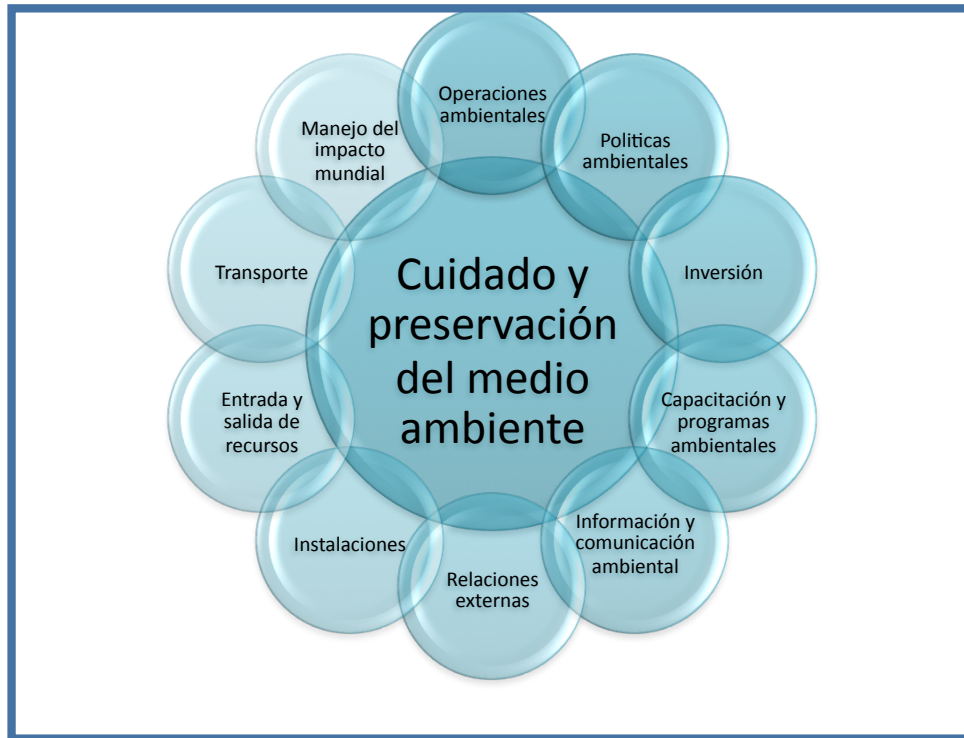 Operaciones
ambientales
Politicas
ambientales
Inversión
Capacitación y
programas
ambientales
Información y
comunicación
ambiental
Relaciones
externas
Instalaciones
Entrada y
salida de
recursos
Transporte
Manejo del
impacto
mundial
Cuidado y
preservación
del medio
ambiente